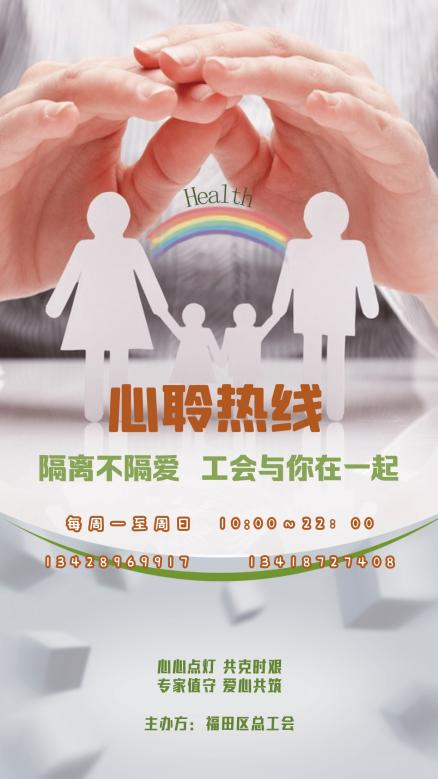 Health
心聆热线
隔离不隔爱 工会与你在一起
每周一至周日 10:00～22:00
13428969917 13418727408
心心点灯 共克时艰
专家值守 爱心共筑
主办方：福田区总工会